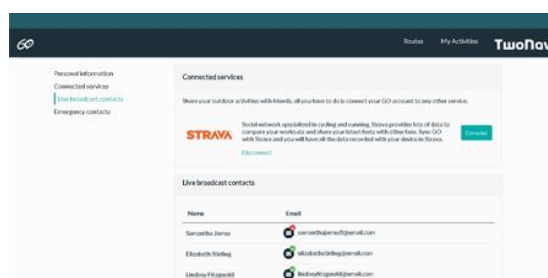 GO
Routes
My Activities
TwoNav
Personal information
Connected services
Live broadcast contacts
Emergency contacts
Connected services
Share your outdoor activities with friends, all you have to do is connect your GO account to any other service.
STRAVA
Social network specialized in cycling and running, Strava provides lots of data to
compare your workouts and share your latest feats with other fans. Sync GO
with Strava and you will have all the data recorded with your device in Strava.
Disconnect
Live broadcast contacts
Name Email
Samantha James
Elizabeth Stirling
Lindsey Fitzgerald